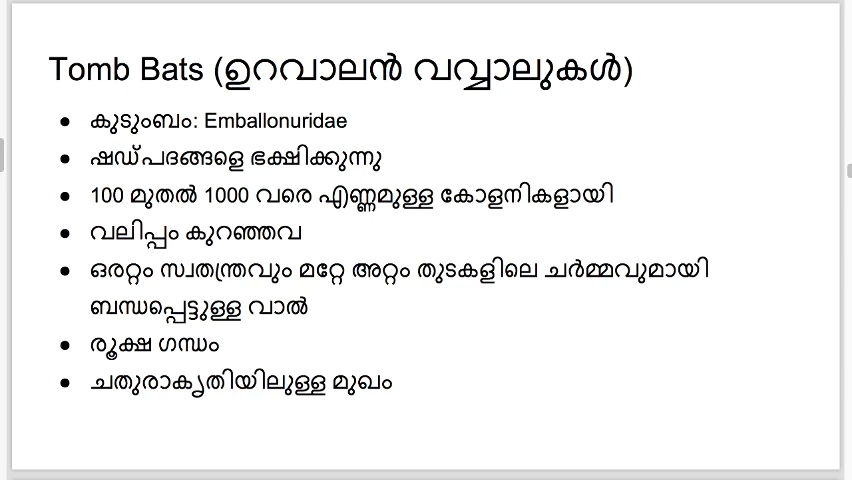 Tomb Bats (ഉറവാലൻ വവ്വാലുകൾ)
● കുടുംബം: Emballonuridae
● ഷഡ്പദങ്ങളെ ഭക്ഷിക്കുന്നു
● 100 മുതൽ 1000 വരെ എണ്ണമുള്ള കോളനികളായി
● വലിപ്പം കുറഞ്ഞവ
● ഒരറ്റം സ്വതന്ത്രവും മറ്റേ അറ്റം തുടകളിലെ ചർമ്മവുമായി
ബന്ധപ്പെട്ടുള്ള വാൽ
● രൂക്ഷ ഗന്ധം
● ചതുരാകൃതിയിലുള്ള മുഖം